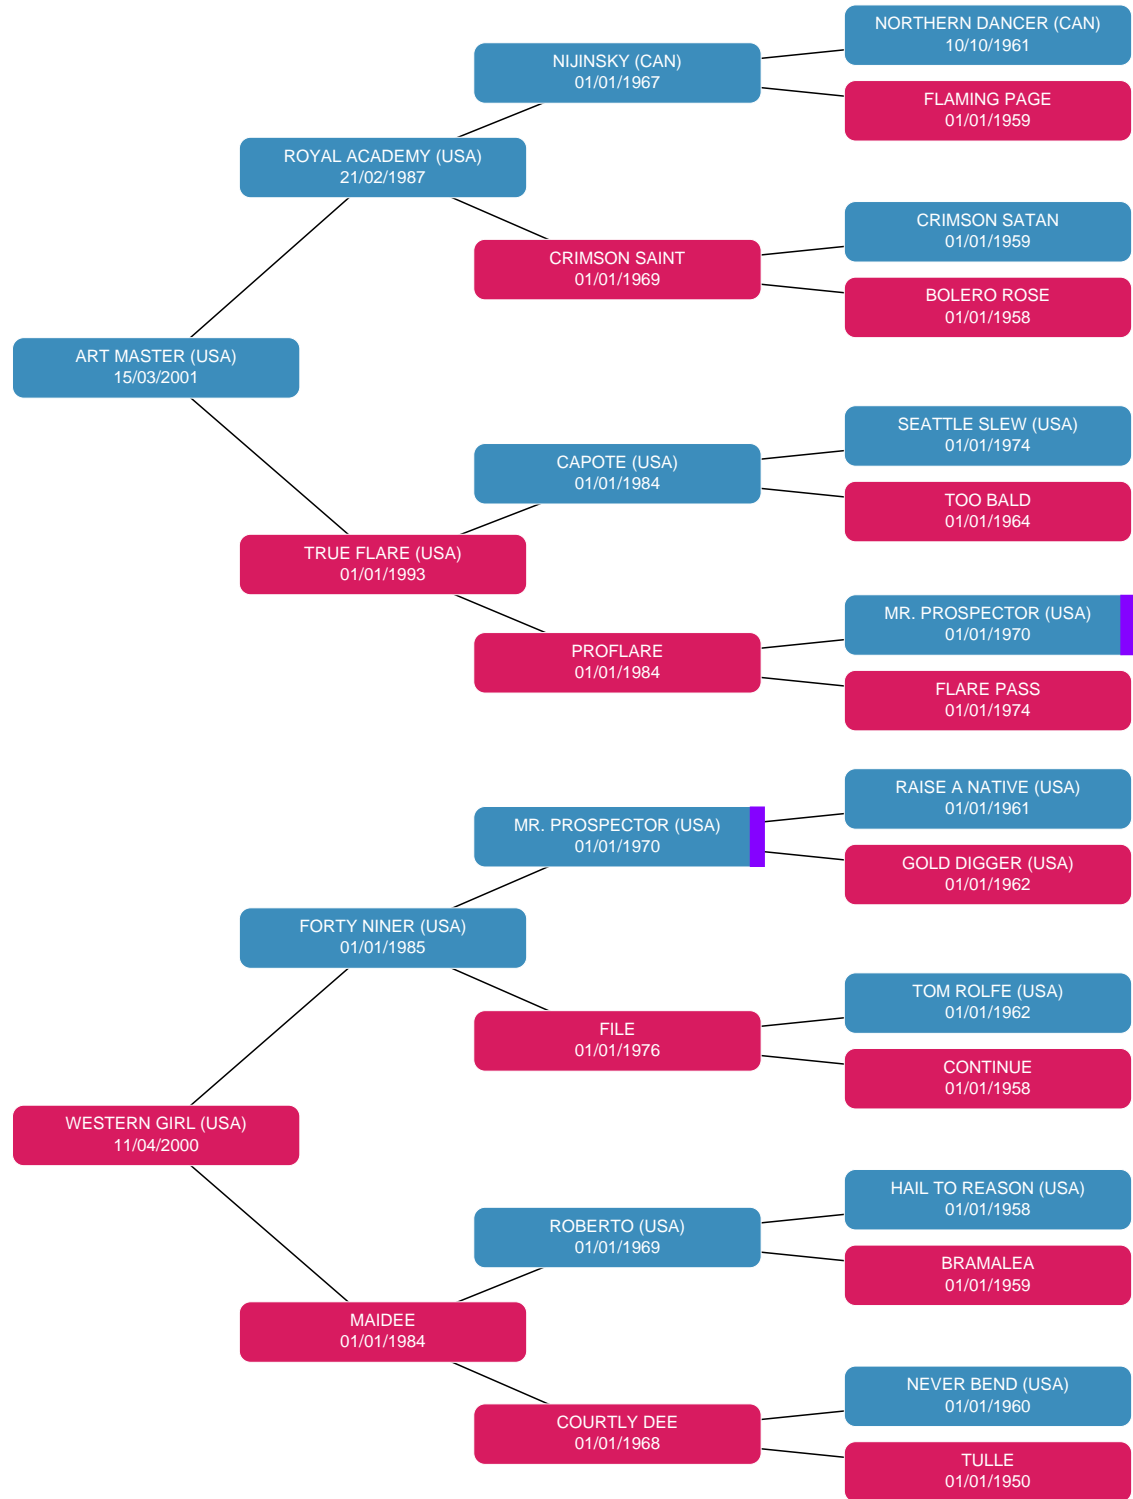 NORTHERN DANCER (CAN)
10/10/1961
NIJINSKY (CAN)
01/01/1967
FLAMING PAGE
01/01/1959
ROYAL ACADEMY (USA)
21/02/1987
CRIMSON SATAN
01/01/1959
CRIMSON SAINT
01/01/1969
BOLERO ROSE
01/01/1958
ART MASTER (USA)
15/03/2001
SEATTLE SLEW (USA)
01/01/1974
CAPOTE (USA)
01/01/1984
TOO BALD
01/01/1964
TRUE FLARE (USA)
01/01/1993
MR. PROSPECTOR (USA)
01/01/1970
PROFLARE
01/01/1984
FLARE PASS
01/01/1974
RAISE A NATIVE (USA)
01/01/1961
MR. PROSPECTOR (USA)
01/01/1970
GOLD DIGGER (USA)
01/01/1962
FORTY NINER (USA)
01/01/1985
TOM ROLFE (USA)
01/01/1962
FILE
01/01/1976
CONTINUE
01/01/1958
WESTERN GIRL (USA)
11/04/2000
HAIL TO REASON (USA)
01/01/1958
ROBERTO (USA)
01/01/1969
BRAMALEA
01/01/1959
MAIDEE
01/01/1984
NEVER BEND (USA)
01/01/1960
COURTLY DEE
01/01/1968
TULLE
01/01/1950